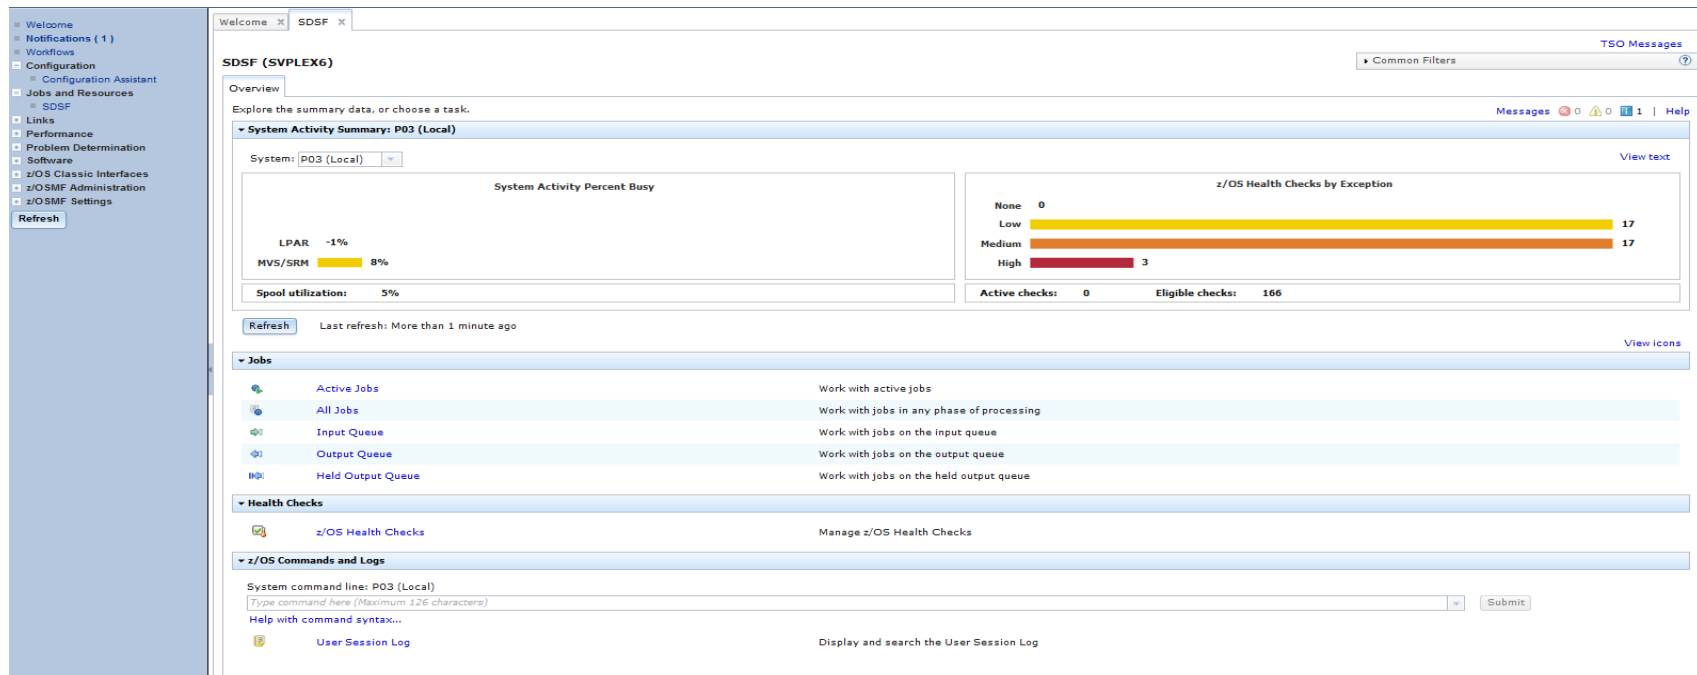 Welcome
Notifications ( 1 )
Workflows
Configuration
Configuration Assistant
Jobs and Resources
SDSF
Links
Performance
Problem Determination
Software
z/OS Classic Interfaces
z/OSMF Administration
z/OSMF Settings
Refresh
Welcome SDSF
TSO Messages
SDSF (SVPLEX6)
Common Filters
Overview
Explore the summary data, or choose a task.
Messages 0 0 1 | Help
System Activity Summary: P03 (Local)
System: P03 (Local)
View text
System Activity Percent Busy
LPAR -1%
MVS/SRM 8%
Spool utilization: 5%
z/OS Health Checks by Exception
None 0
Low 17
Medium 17
High 3
Active checks: 0 Eligible checks: 166
Refresh Last refresh: More than 1 minute ago
View icons
Jobs
Active Jobs Work with active jobs
All Jobs Work with jobs in any phase of processing
Input Queue Work with jobs on the input queue
Output Queue Work with jobs on the output queue
Held Output Queue Work with jobs on the held output queue
Health Checks
z/OS Health Checks Manage z/OS Health Checks
z/OS Commands and Logs
System command line: P03 (Local)
Type command here (Maximum 126 characters) Submit
Help with command syntax...
User Session Log Display and search the User Session Log